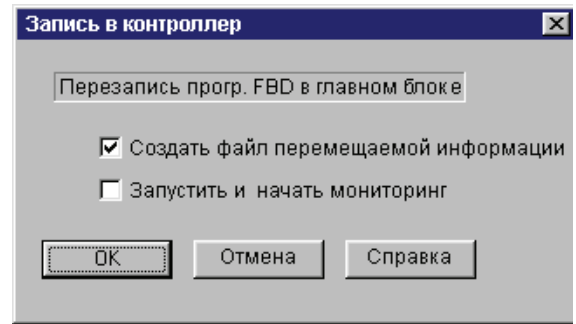 Запись в контроллер
Перезапись прогр. FBD в главном блоке
Создать файл перемещаемой информации
Запустить и начать мониторинг
OK Отмена Справка